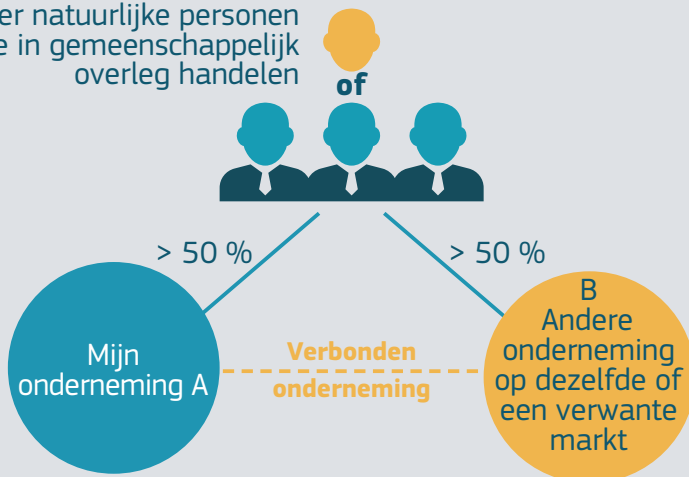 er natuurlijke personen
e in gemeenschappelijk
overleg handelen
of
> 50 %
> 50 %
Mijn
onderneming A
Verbonden
onderneming
B
Andere
onderneming
op dezelfde of
een verwante
markt